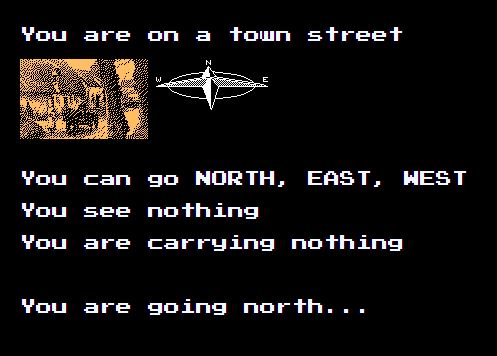 You are on a town street
N
W E
You can go NORTH, EAST, WEST
You see nothing
You are carrying nothing
You are going north...